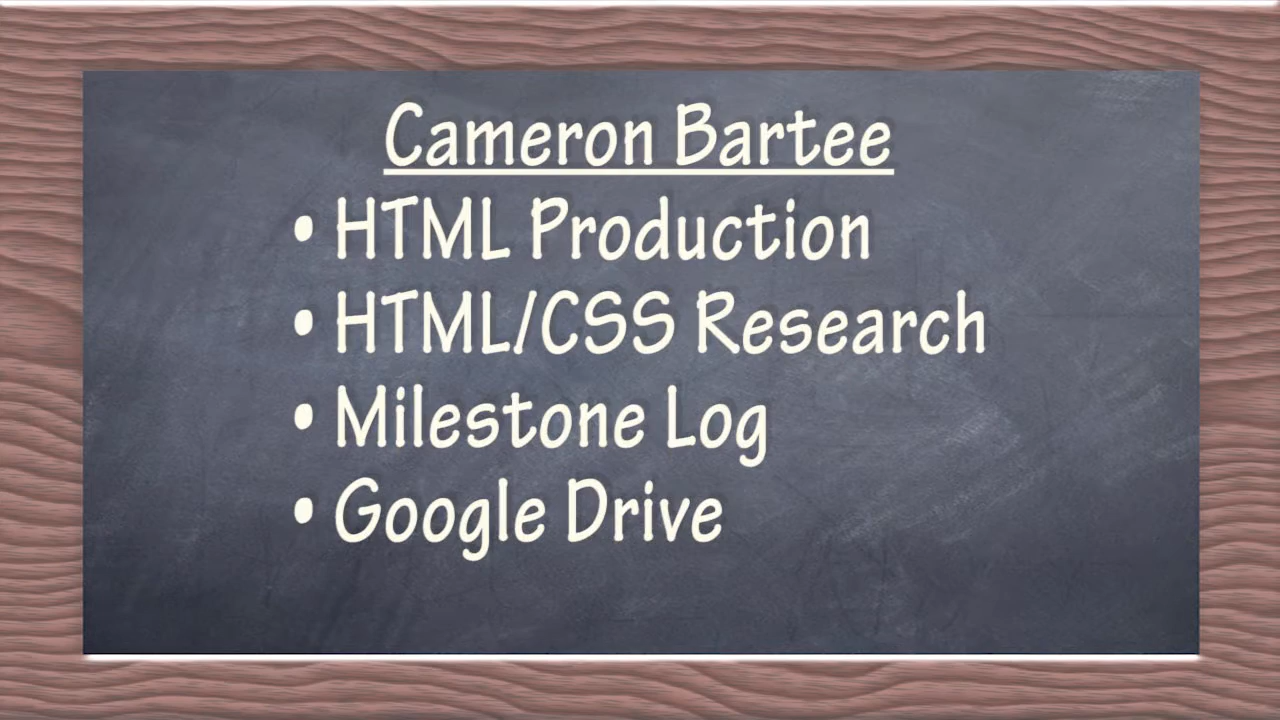 Cameron Bartee
• HTML Production
• HTML/CSS Research
• Milestone Log
• Google Drive